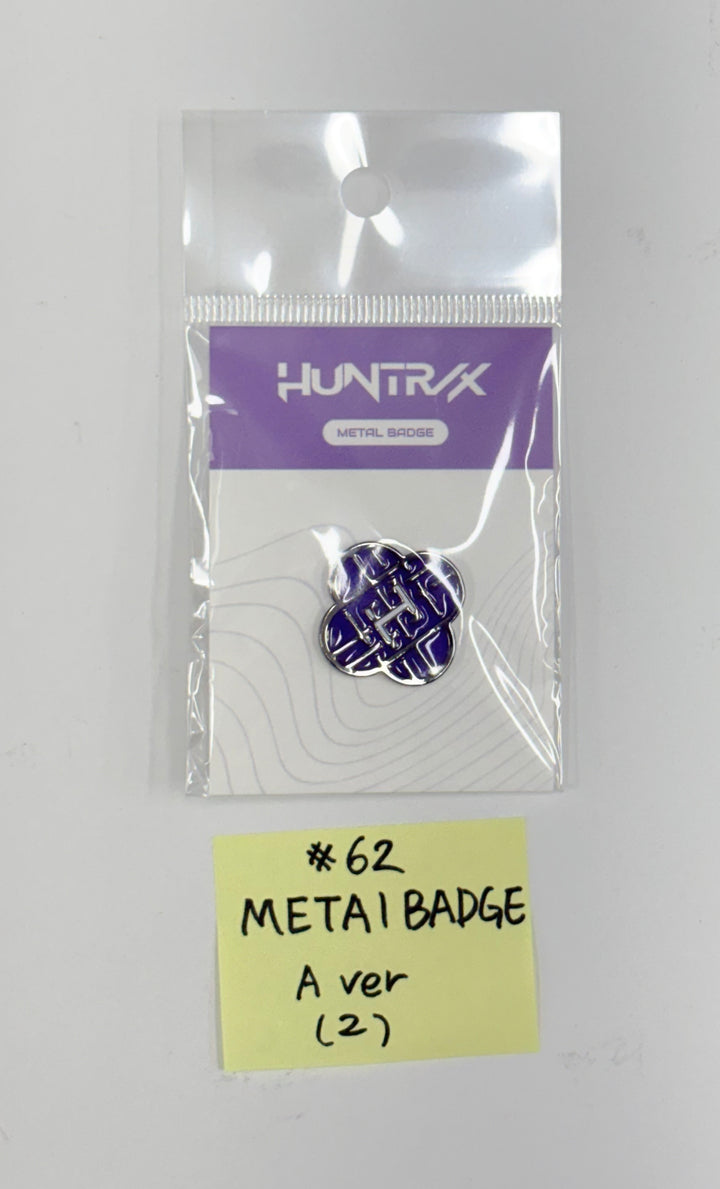 HUNTR/X
METAL BADGE
H
#62
METAl BADGE
A ver
(2)